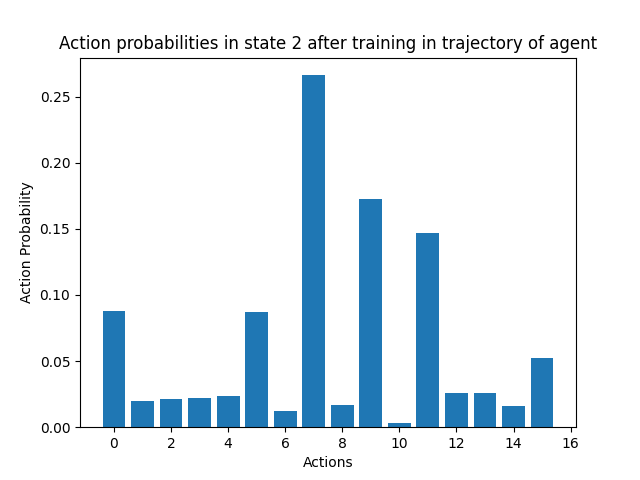 Action probabilities in state 2 after training in trajectory of agent
0.25
0.20
0.15
0.10
0.05
0.00
Action Probability
0 2 4 6 8 10 12 14 16
Actions